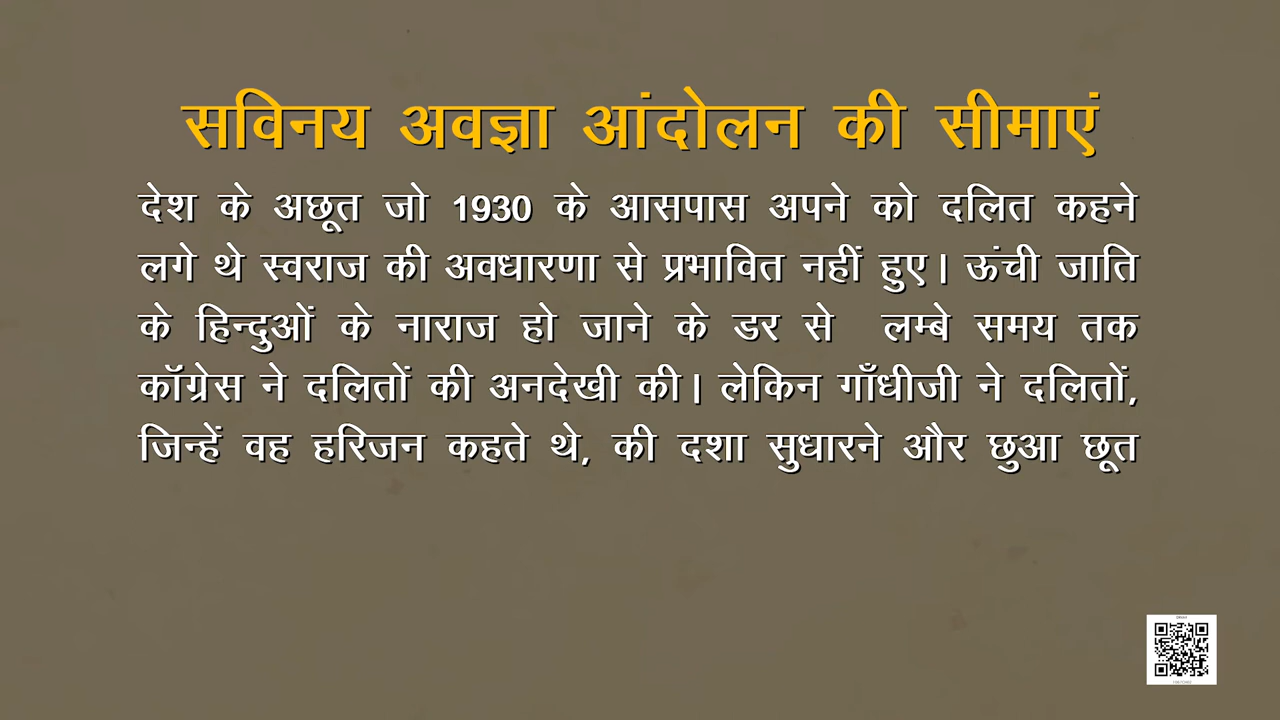 सविनय अवज्ञा आंदोलन की सीमाएं
देश के अछूत जो 1930 के आसपास अपने को दलित कहने
लगे थे स्वराज की अवधारणा से प्रभावित नहीं हुए। ऊंची जाति
के हिन्दुओं के नाराज हो जाने के डर से लम्बे समय तक
कॉग्रेस ने दलितों की अनदेखी की। लेकिन गाँधीजी ने दलितों,
जिन्हें वह हरिजन कहते थे, की दशा सुधारने और छुआ छूत